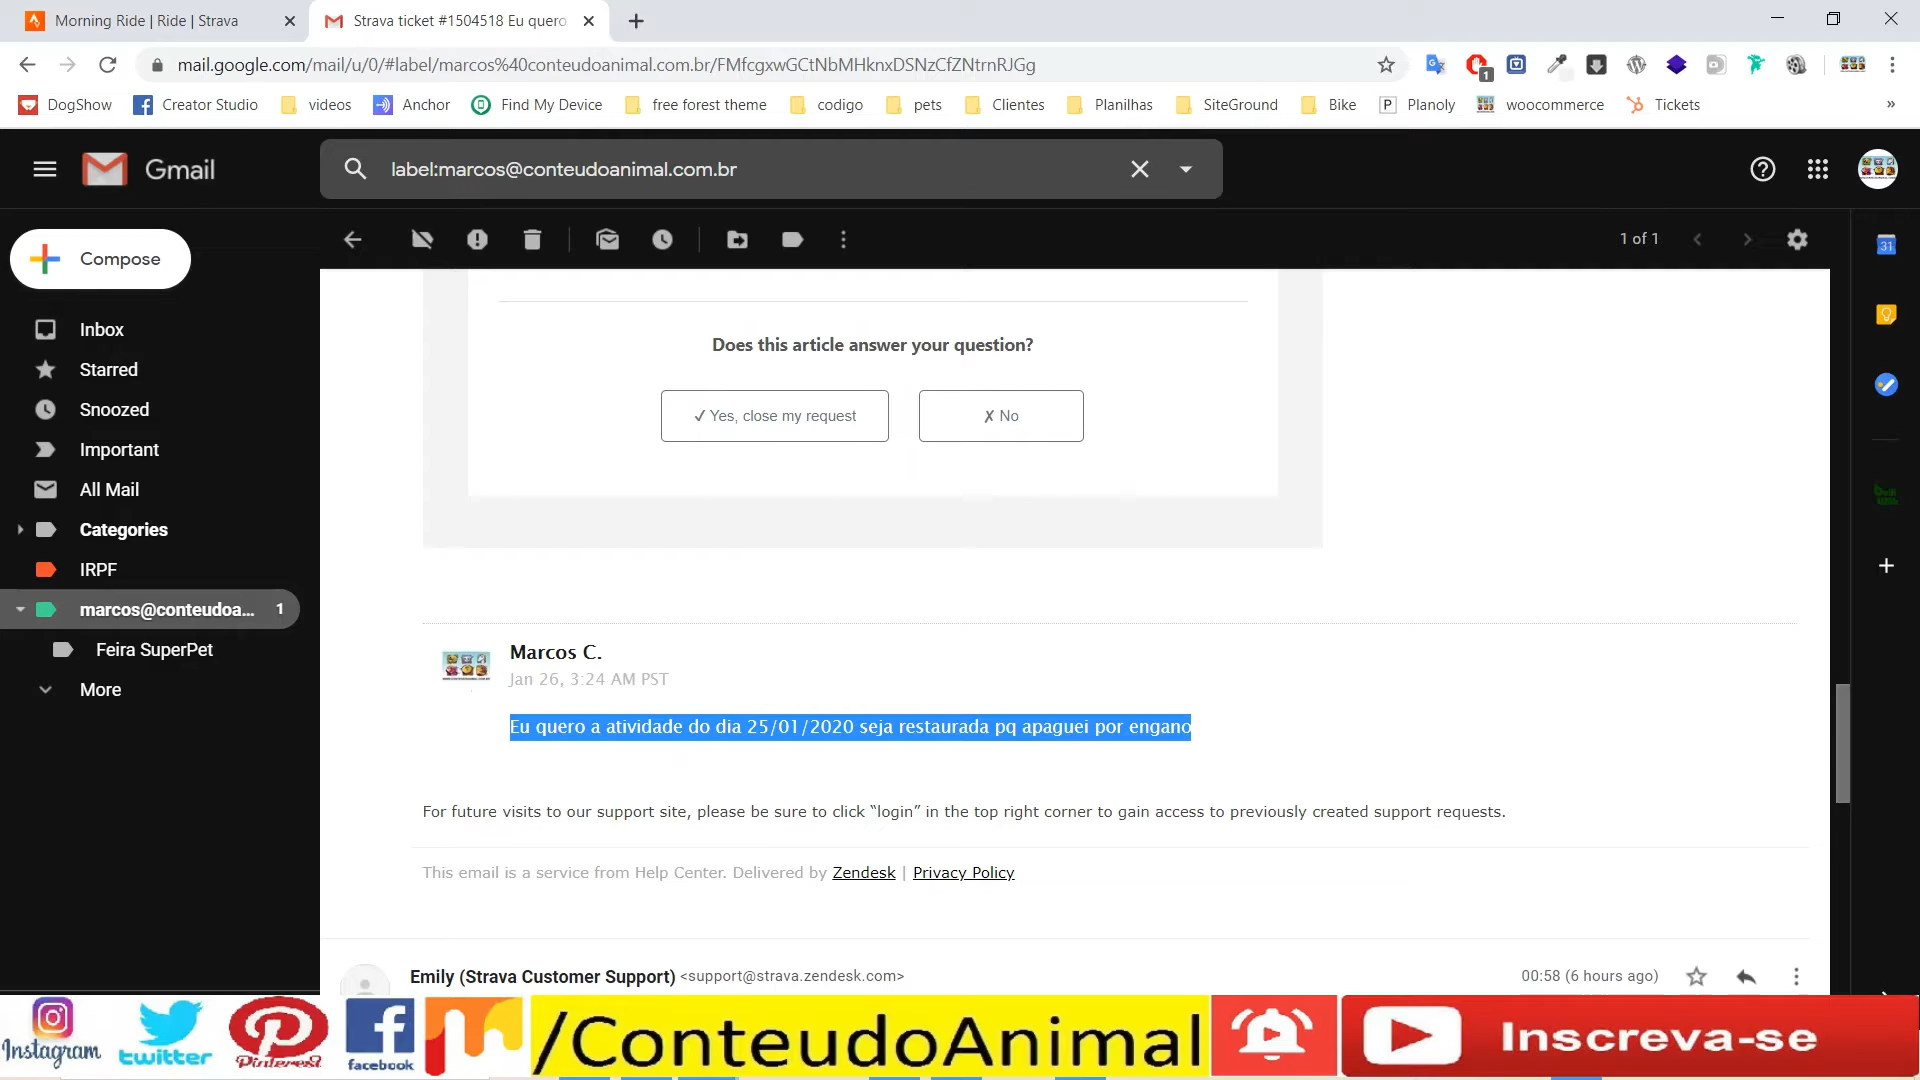 Morning Ride | Ride | Strava
Strava ticket #1504518 Eu quero
mail.google.com/mail/u/0/#label/marcos%40conteudoanimal.com.br/FMfcgxwGCtNbMHknxDSNzCfZNtrnRJGg
1
DogShow
Creator Studio
videos
Anchor
Find My Device
free forest theme
codigo
pets
Clientes
Planilhas
SiteGround
Bike
Planoly
woocommerce
Tickets
»
Gmail
label:marcos@conteudoanimal.com.br
Compose
1 of 1
31
Inbox
Starred
Snoozed
Important
All Mail
Categories
IRPF
marcos@conteudoa... 1
Feira SuperPet
More
Does this article answer your question?
✓ Yes, close my request
✗ No
Marcos C.
Jan 26, 3:24 AM PST
Eu quero a atividade do dia 25/01/2020 seja restaurada pq apaguei por engano
For future visits to our support site, please be sure to click “login” in the top right corner to gain access to previously created support requests.
This email is a service from Help Center. Delivered by Zendesk | Privacy Policy
Emily (Strava Customer Support) <support@strava.zendesk.com>
00:58 (6 hours ago)
Instagram
twitter
Pinterest
facebook
/ConteudoAnimal
Inscreva-se